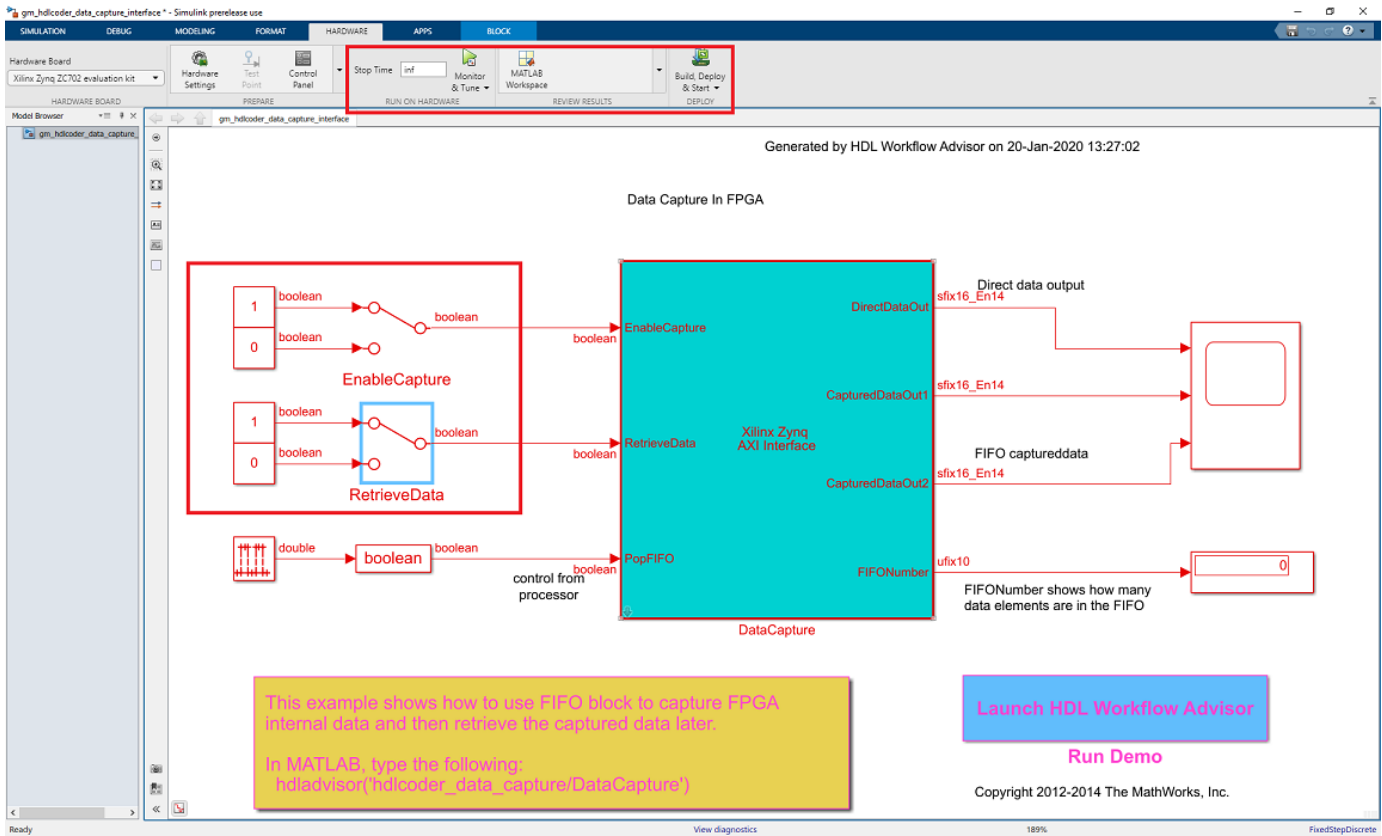 gm_hdlcoder_data_capture_interface * - Simulink prerelease use
SIMULATION DEBUG MODELING FORMAT HARDWARE APPS BLOCK
Hardware Board
Xilinx Zynq ZC702 evaluation kit
HARDWARE BOARD
Hardware Settings
Test Point
Control Panel
PREPARE
Stop Time inf
Monitor & Tune
RUN ON HARDWARE
MATLAB Workspace
REVIEW RESULTS
Build, Deploy & Start
DEPLOY
Model Browser
gm_hdlcoder_data_capture_interface
gm_hdlcoder_data_capture_
Generated by HDL Workflow Advisor on 20-Jan-2020 13:27:02
Data Capture In FPGA
1 boolean
boolean
0 boolean
EnableCapture
boolean
EnableCapture
1 boolean
boolean
0 boolean
RetrieveData
boolean
RetrieveData
double
boolean
boolean
boolean
PopFIFO
control from
processor
Xilinx Zynq
AXI Interface
DataCapture
DirectDataOut
sfix16_En14
Direct data output
CapturedDataOut1
sfix16_En14
FIFO captureddata
CapturedDataOut2
sfix16_En14
FIFONumber
ufix10
0
FIFONumber shows how many
data elements are in the FIFO
This example shows how to use FIFO block to capture FPGA
internal data and then retrieve the captured data later.
In MATLAB, type the following:
hdladvisor('hdlcoder_data_capture/DataCapture')
Launch HDL Workflow Advisor
Run Demo
Copyright 2012-2014 The MathWorks, Inc.
Ready
View diagnostics
189%
FixedStepDiscrete